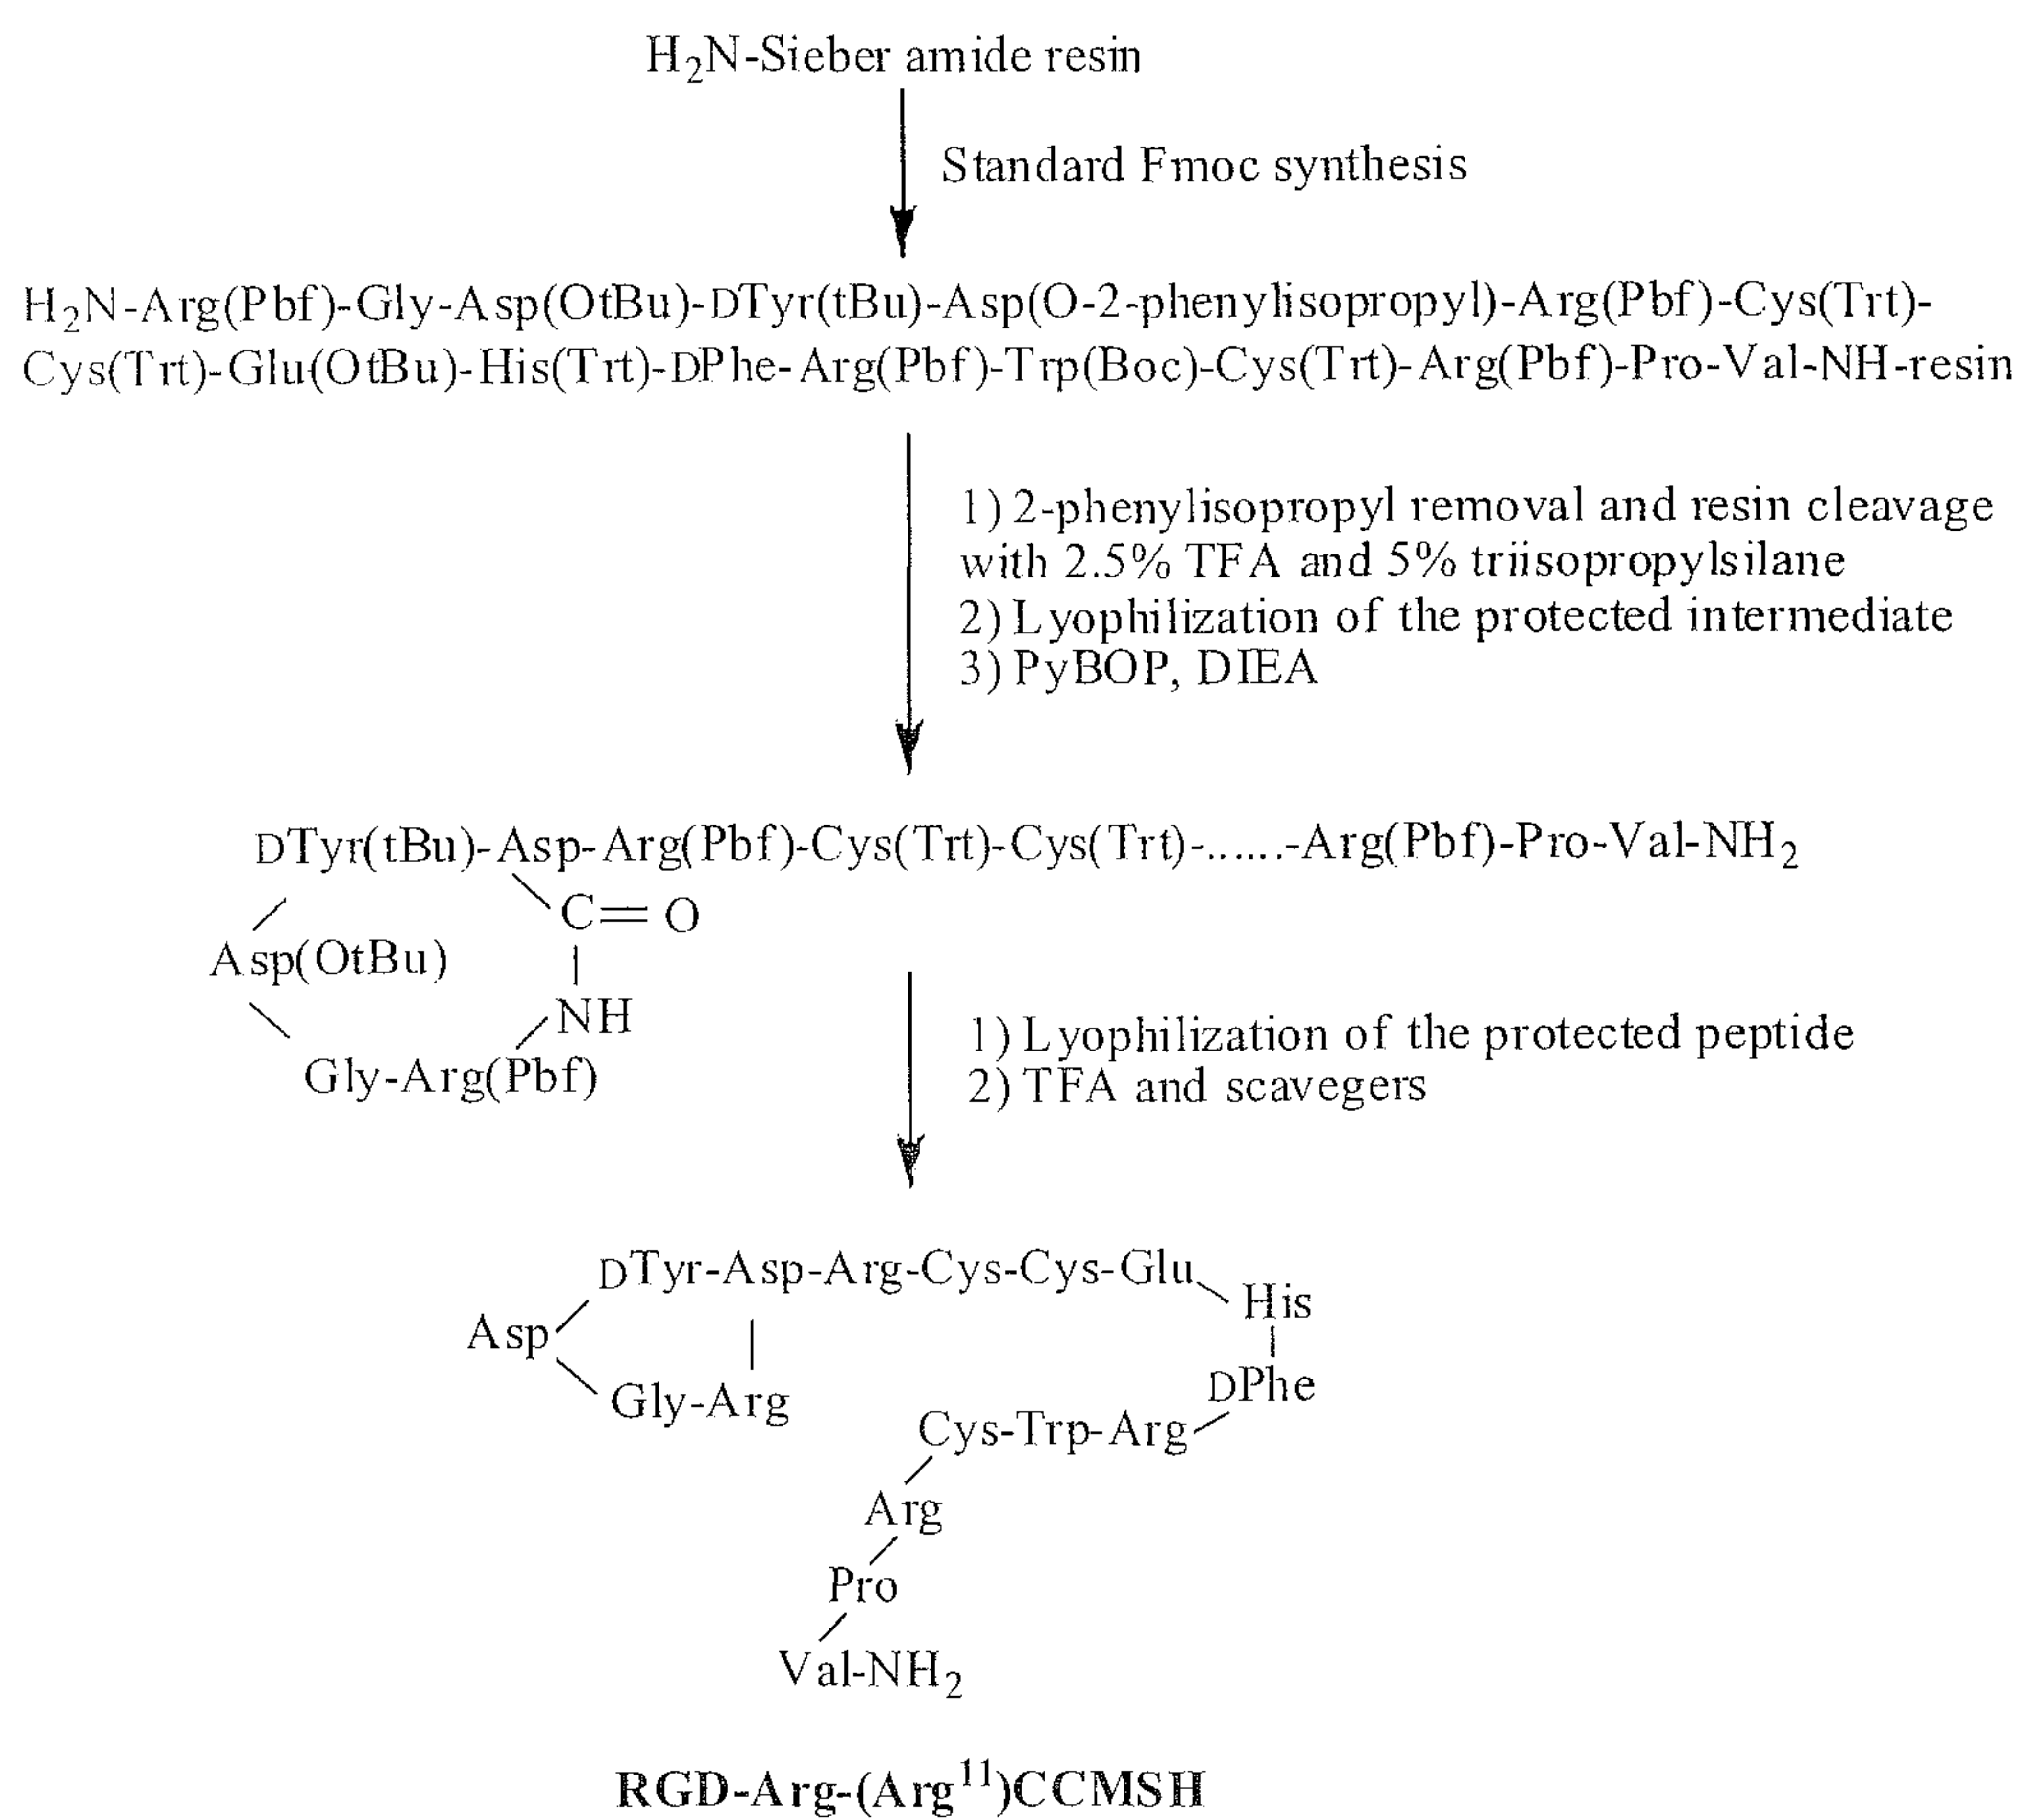 H₂N-Sieber amide resin
Standard Fmoc synthesis
H₂N-Arg(Pbf)-Gly-Asp(OtBu)-DTyr(tBu)-Asp(O-2-phenylisopropyl)-Arg(Pbf)-Cys(Trt)-
Cys(Trt)-Glu(OtBu)-His(Trt)-DPhe-Arg(Pbf)-Trp(Boc)-Cys(Trt)-Arg(Pbf)-Pro-Val-NH-resin
1) 2-phenylisopropyl removal and resin cleavage
with 2.5% TFA and 5% triisopropylsilane
2) Lyophilization of the protected intermediate
3) PyBOP, DIEA
DTyr(tBu)-Asp-Arg(Pbf)-Cys(Trt)-Cys(Trt)-......-Arg(Pbf)-Pro-Val-NH₂
C=O
Asp(OtBu)
NH
Gly-Arg(Pbf)
1) Lyophilization of the protected peptide
2) TFA and scavegers
DTyr-Asp-Arg-Cys-Cys-Glu
His
Asp
DPhe
Gly-Arg
Cys-Trp-Arg
Arg
Pro
Val-NH₂
RGD-Arg-(Arg¹¹)CCMSH